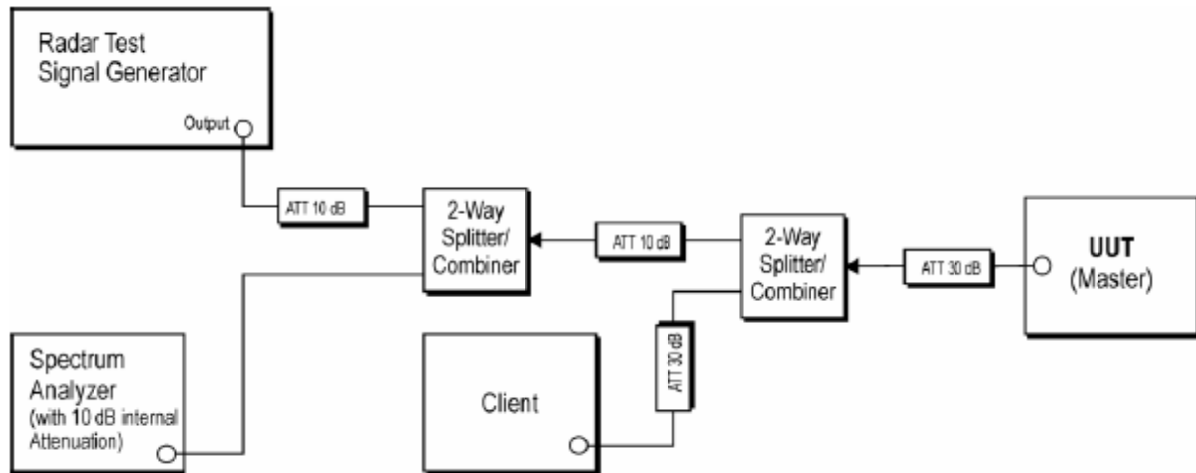 Radar Test
Signal Generator
Output
ATT 10 dB
2-Way
Splitter/
Combiner
ATT 10 dB
2-Way
Splitter/
Combiner
ATT 30 dB
UUT
(Master)
Spectrum
Analyzer
(with 10 dB internal
Attenuation)
Client
ATT 30 dB